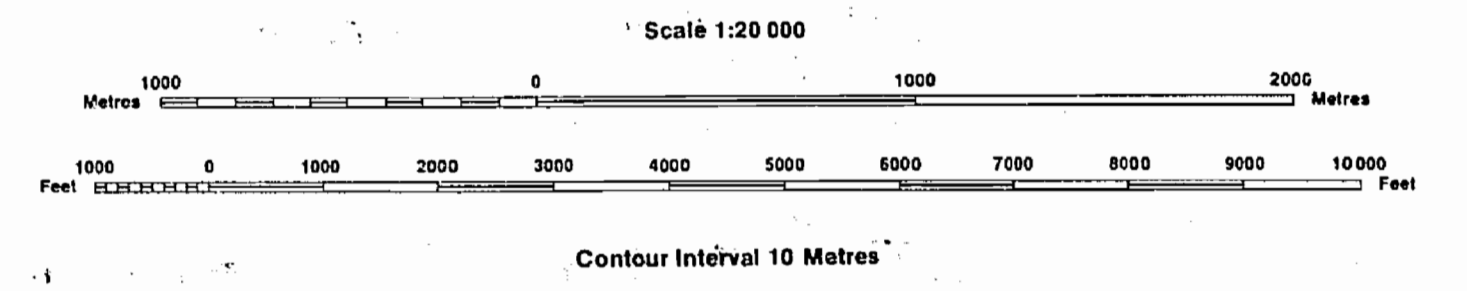 Scale 1:20 000
1000 0 1000 2000
Metres Metres
1000 0 1000 2000 3000 4000 5000 6000 7000 8000 9000 10 000
Feet Feet
Contour Interval 10 Metres